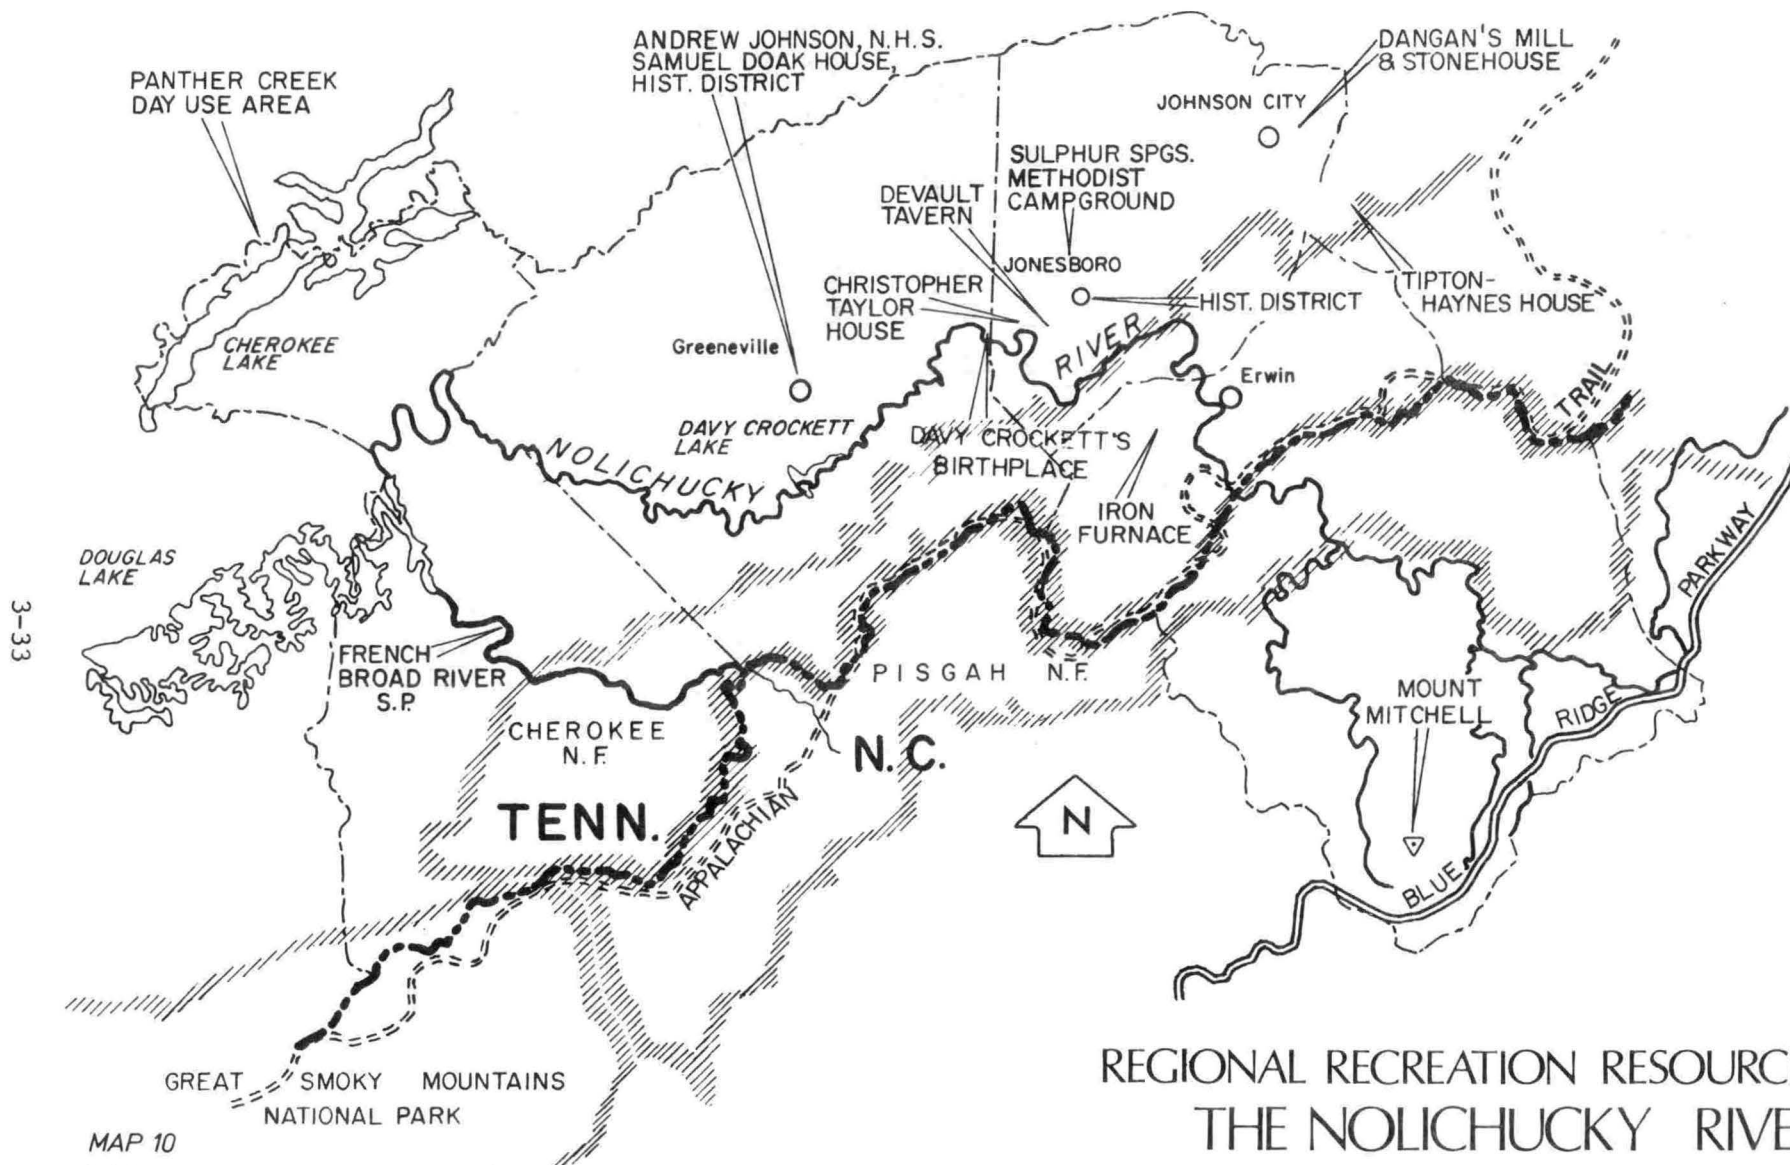 ANDREW JOHNSON, N.H.S.
SAMUEL DOAK HOUSE,
HIST. DISTRICT
DANGAN'S MILL
& STONEHOUSE
PANTHER CREEK
DAY USE AREA
JOHNSON CITY
SULPHUR SPGS.
METHODIST
CAMPGROUND
DEVAULT
TAVERN
JONESBORO
CHRISTOPHER
TAYLOR
HOUSE
HIST. DISTRICT
TIPTON-
HAYNES HOUSE
CHEROKEE
LAKE
Greeneville
RIVER
Erwin
TRAIL
DAVY CROCKETT
LAKE
NOLICHUCKY
DAVY CROCKETT'S
BIRTHPLACE
IRON
FURNACE
DOUGLAS
LAKE
PARKWAY
3-33
FRENCH
BROAD RIVER
S.P.
PISGAH N.F.
MOUNT
MITCHELL
RIDGE
CHEROKEE
N.F.
N.C.
TENN.
APPALACHIAN
N
BLUE
GREAT SMOKY MOUNTAINS
NATIONAL PARK
MAP 10
REGIONAL RECREATION RESOURC
THE NOLICHUCKY RIVE